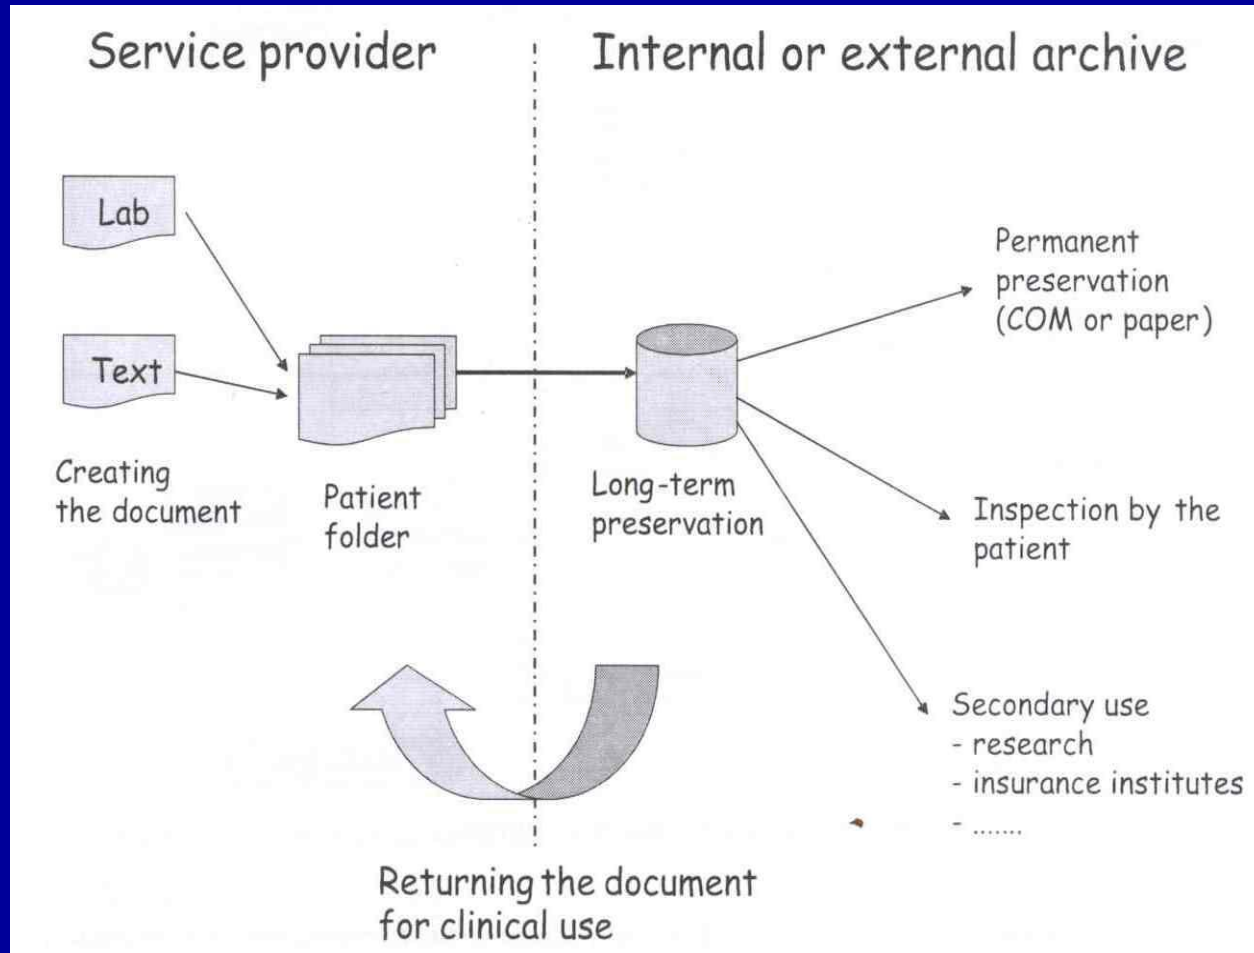 Service provider
Internal or external archive
Lab
Text
Creating
the document
Patient
folder
Long-term
preservation
Permanent
preservation
(COM or paper)
Inspection by the
patient
Secondary use
- research
- insurance institutes
- .......
Returning the document
for clinical use